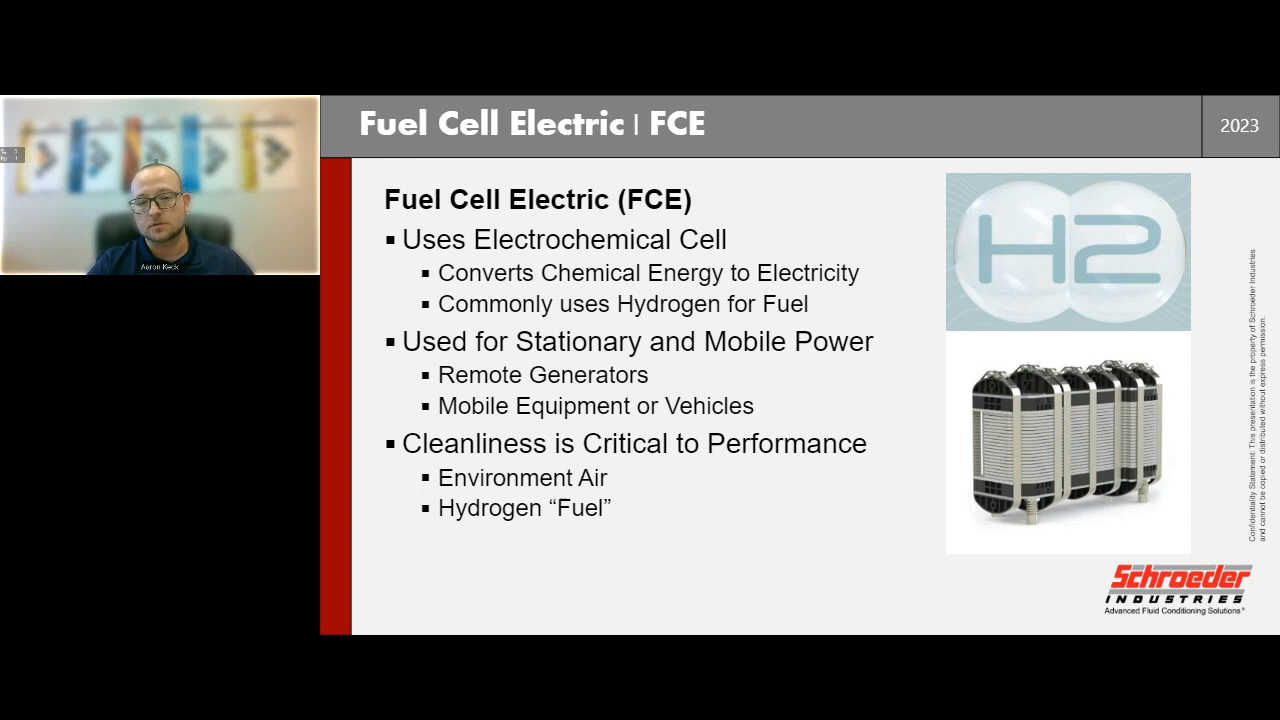 Fuel Cell Electric | FCE
2023
Aaron Keck
Fuel Cell Electric (FCE)
▪ Uses Electrochemical Cell
▪ Converts Chemical Energy to Electricity
▪ Commonly uses Hydrogen for Fuel
▪ Used for Stationary and Mobile Power
▪ Remote Generators
▪ Mobile Equipment or Vehicles
▪ Cleanliness is Critical to Performance
▪ Environment Air
▪ Hydrogen “Fuel”
H2
Confidentiality Statement: This presentation is the property of Schroeder Industries
and cannot be copied or distributed without express permission.
Schroeder
INDUSTRIES
Advanced Fluid Conditioning Solutions®